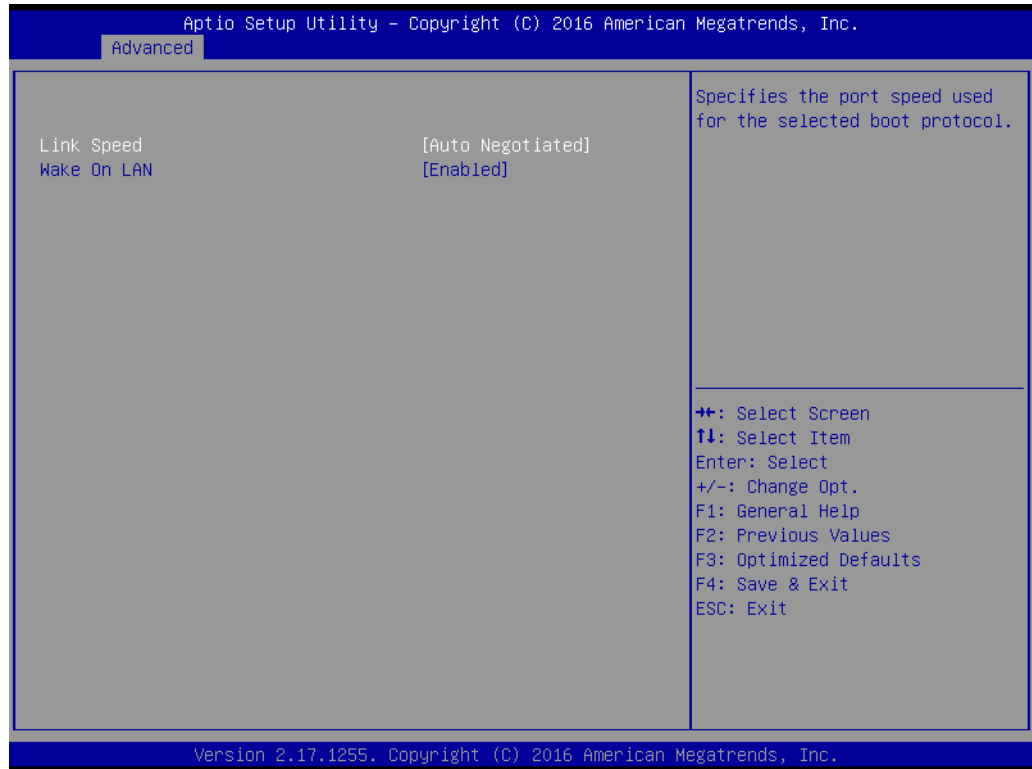 Aptio Setup Utility – Copyright (C) 2016 American Megatrends, Inc.
Advanced
Link Speed [Auto Negotiated]
Wake On LAN [Enabled]
Specifies the port speed used
for the selected boot protocol.
→←: Select Screen
↑↓: Select Item
Enter: Select
+/-: Change Opt.
F1: General Help
F2: Previous Values
F3: Optimized Defaults
F4: Save & Exit
ESC: Exit
Version 2.17.1255. Copyright (C) 2016 American Megatrends, Inc.